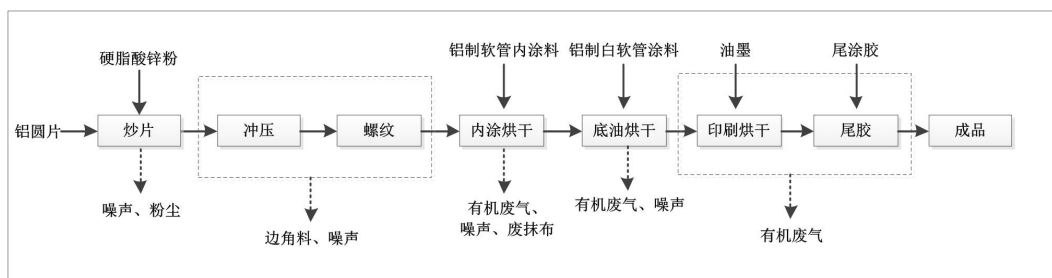 硬脂酸锌粉
铝制软管内涂料
铝制白软管涂料
油墨
尾涂胶
铝圆片
炒片
冲压
螺纹
内涂烘干
底油烘干
印刷烘干
尾胶
成品
噪声、粉尘
边角料、噪声
有机废气、
噪声、废抹布
有机废气、噪声
有机废气